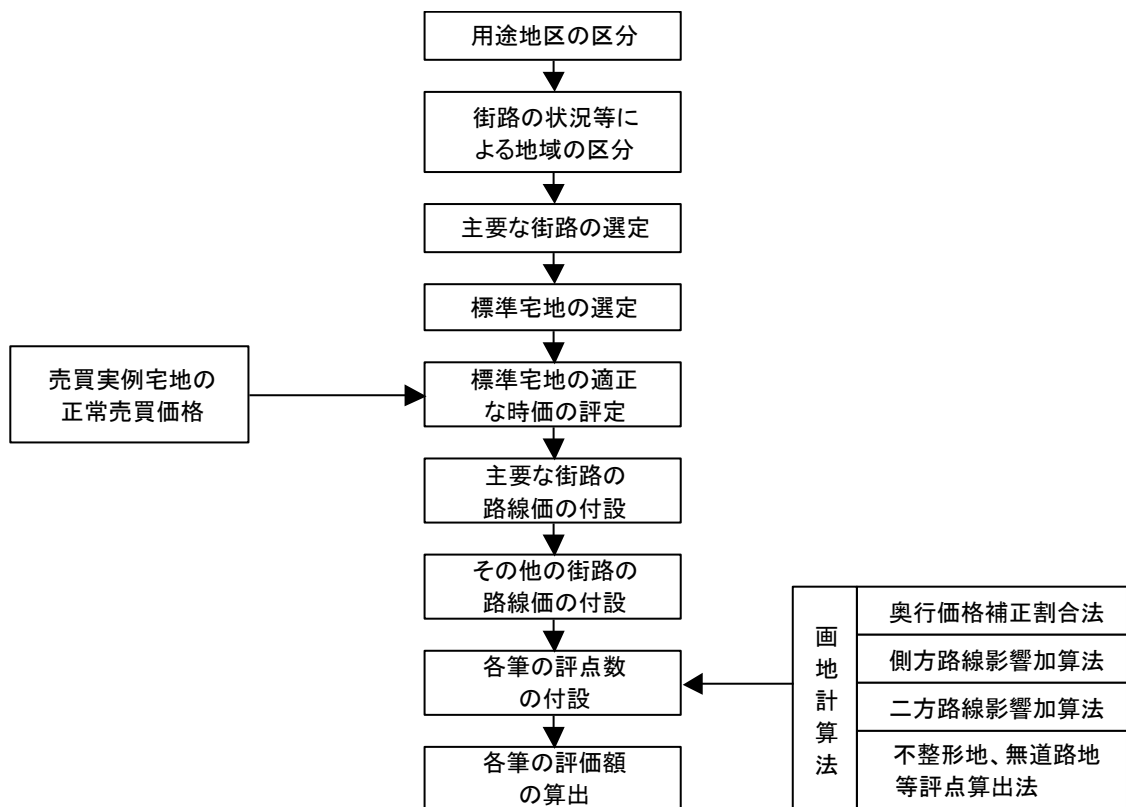 用途地区の区分
街路の状況等に
よる地域の区分
主要な街路の選定
標準宅地の選定
売買実例宅地の
正常売買価格
標準宅地の適正
な時価の評定
主要な街路の
路線価の付設
その他の街路の
路線価の付設
各筆の評点数
の付設
各筆の評価額
の算出
画地計算法
奥行価格補正割合法
側方路線影響加算法
二方路線影響加算法
不整形地、無道路地
等評点算出法